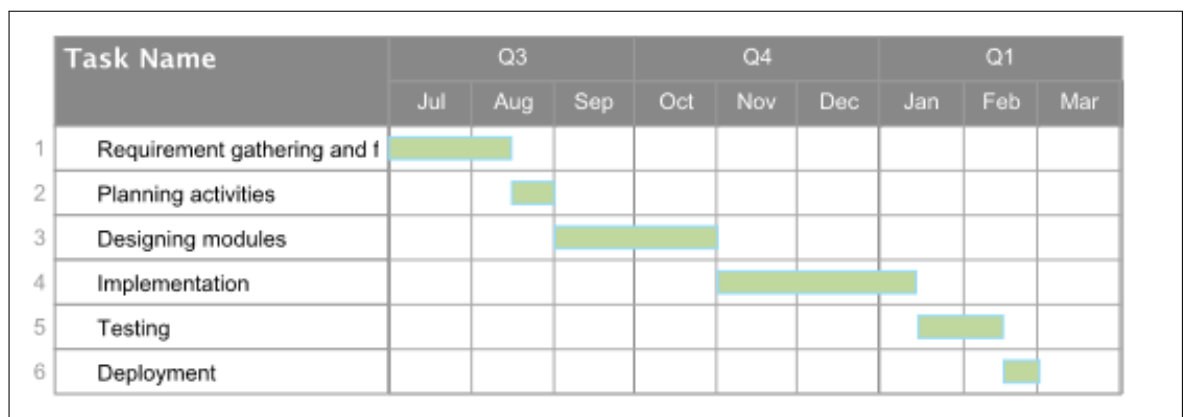 Task Name Q3 Q4 Q1
Jul Aug Sep Oct Nov Dec Jan Feb Mar
1 Requirement gathering and f
2 Planning activities
3 Designing modules
4 Implementation
5 Testing
6 Deployment